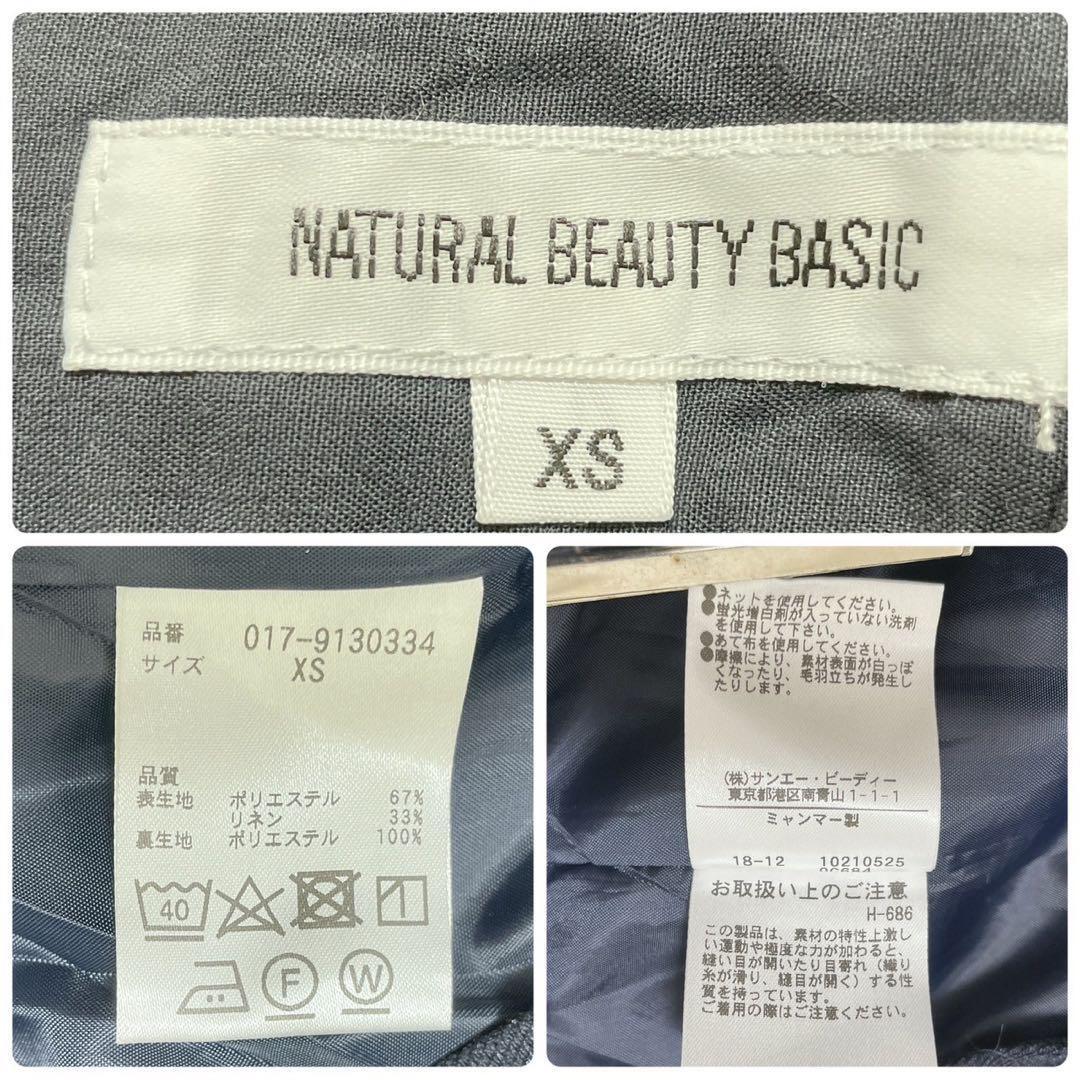 NATURAL BEAUTY BASIC
XS
品番 017-9130334
サイズ XS
品質
表生地 ポリエステル 67%
リネン 33%
裏生地 ポリエステル 100%
40
F
W
●ネットを使用してください。
●蛍光増白剤が入っていない洗剤
を使用して下さい。
●あて布を使用してください。
●摩擦により、素材表面が白っぽ
くなったり、毛羽立ちが発生し
たりします。
(株)サンエー・ビーディー
東京都港区南青山1-1-1
ミャンマー製
18-12 10210525
お取扱い上のご注意
H-686
この製品は、素材の特性上激し
い運動や極度な力が加わると、
縫い目が開いたり目寄れ(織り
糸が滑り、縫目が開く)する性
質を持っています。
ご着用の際はご注意ください。